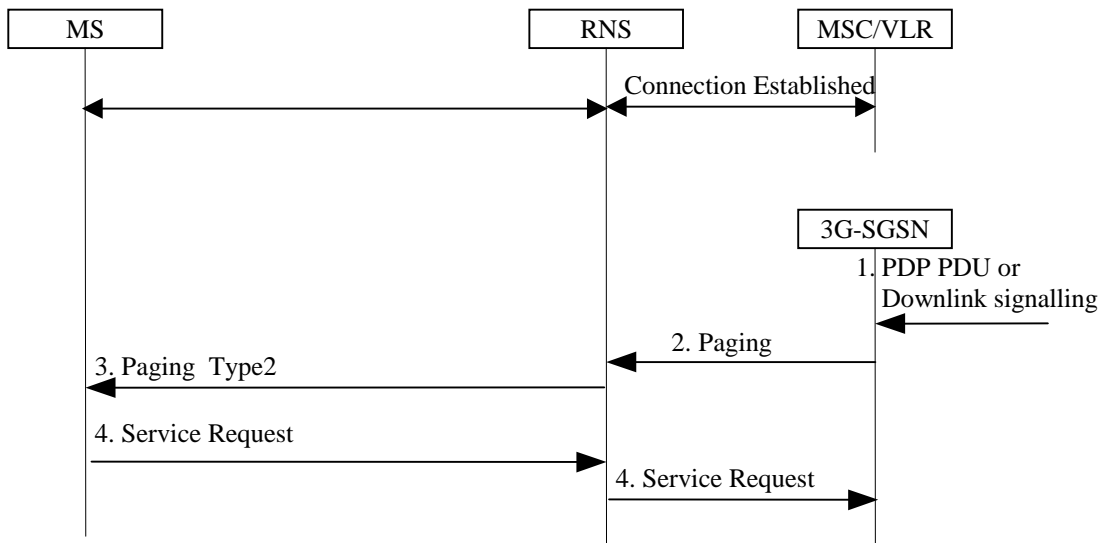 MS
RNS
MSC/VLR
Connection Established
3G-SGSN
1. PDP PDU or
Downlink signalling
2. Paging
3. Paging Type2
4. Service Request
4. Service Request